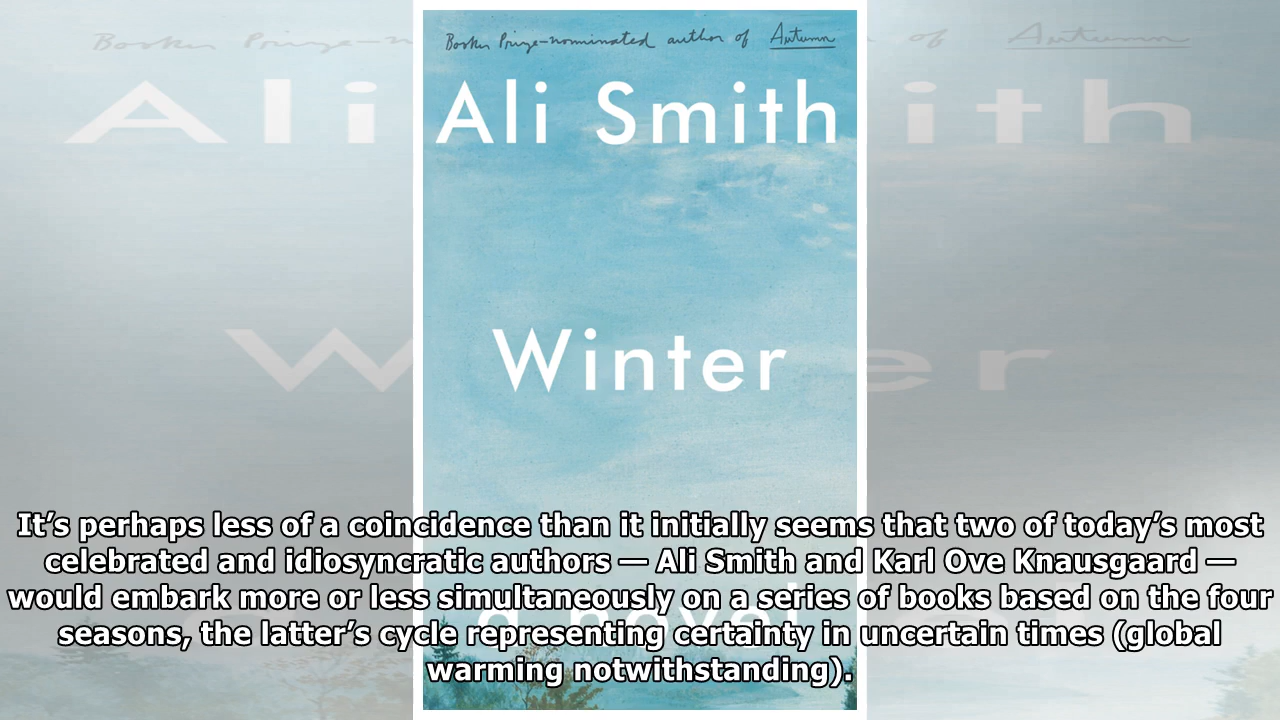 Booker Prize-nominated author of Autumn
Ali Smith
Winter
a novel
It’s perhaps less of a coincidence than it initially seems that two of today’s most
celebrated and idiosyncratic authors — Ali Smith and Karl Ove Knausgaard —
would embark more or less simultaneously on a series of books based on the four
seasons, the latter’s cycle representing certainty in uncertain times (global
warming notwithstanding).